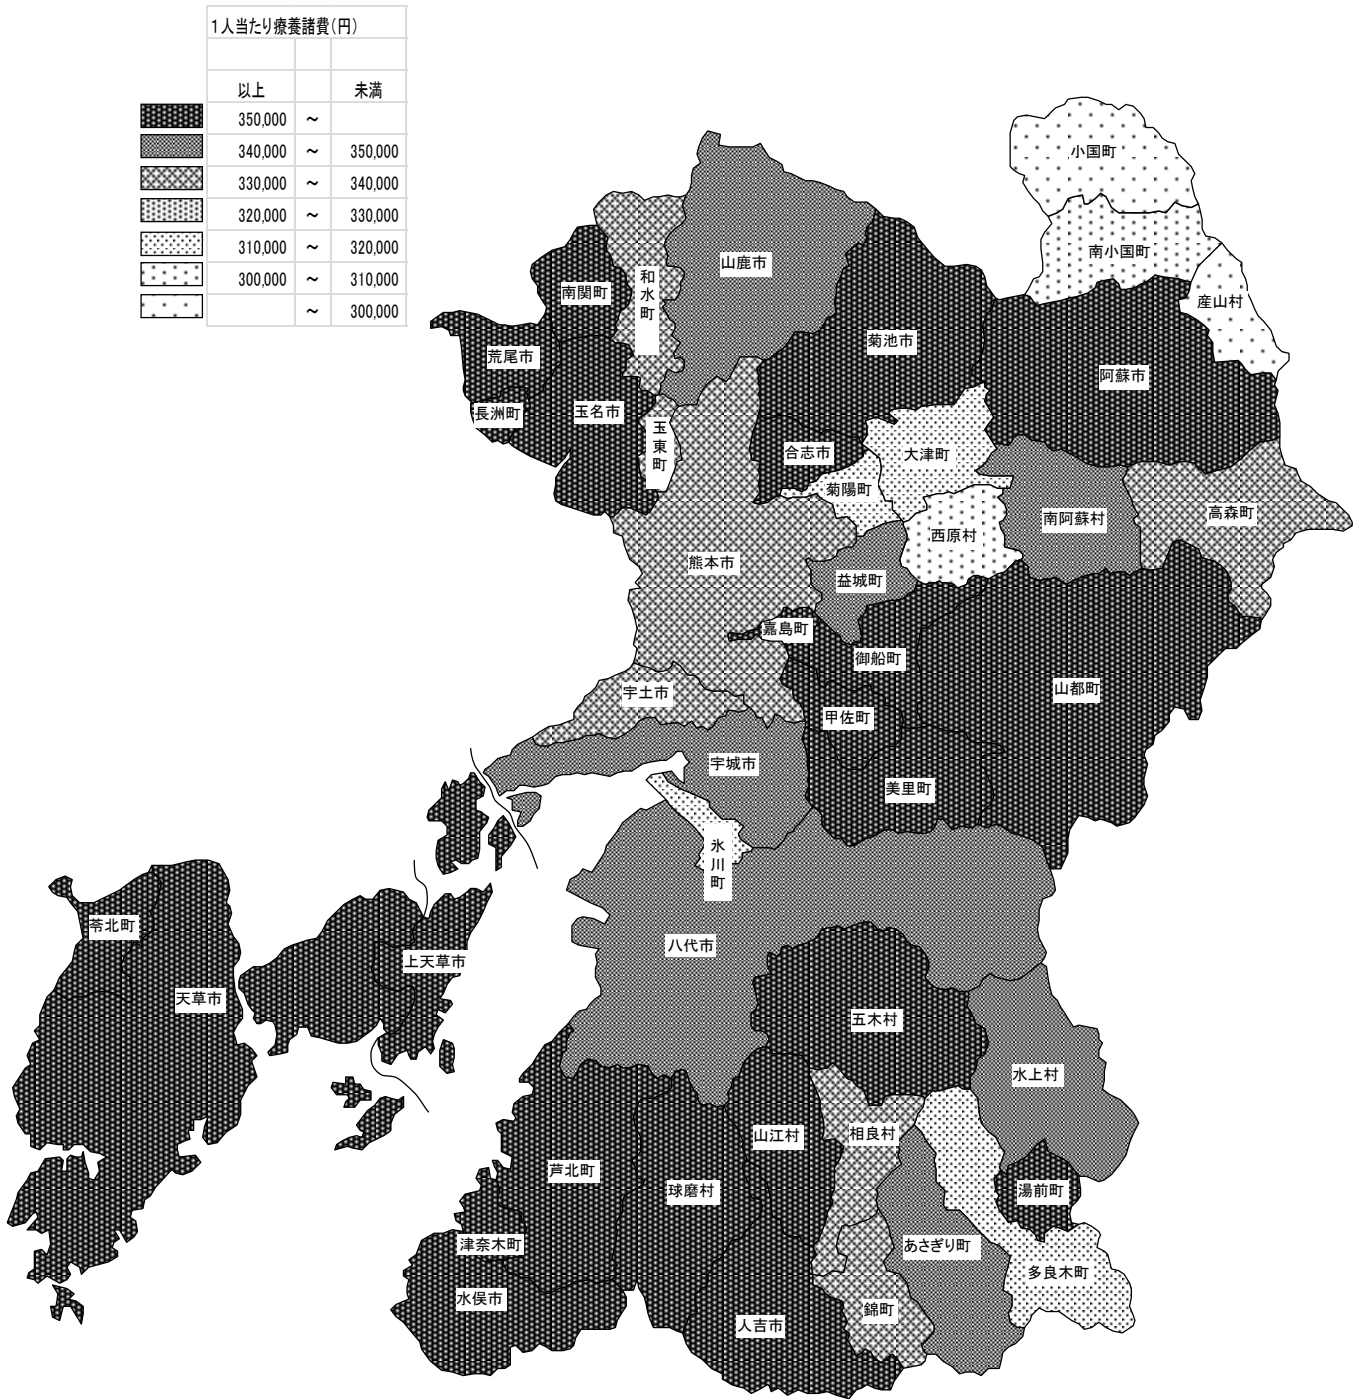 1人当たり療養諸費(円)
以上 未満
350,000 ~
340,000 ~ 350,000
330,000 ~ 340,000
320,000 ~ 330,000
310,000 ~ 320,000
300,000 ~ 310,000
~ 300,000
小国町
南小国町
産山村
山鹿市
和水町
南関町
菊池市
荒尾市
阿蘇市
長洲町
玉名市
玉東町
合志市
大津町
菊陽町
南阿蘇村
高森町
西原村
熊本市
益城町
嘉島町
御船町
山都町
宇土市
甲佐町
宇城市
美里町
氷川町
苓北町
八代市
上天草市
天草市
五木村
水上村
山江村
相良村
芦北町
球磨村
湯前町
津奈木町
あさぎり町
多良木町
水俣市
錦町
人吉市